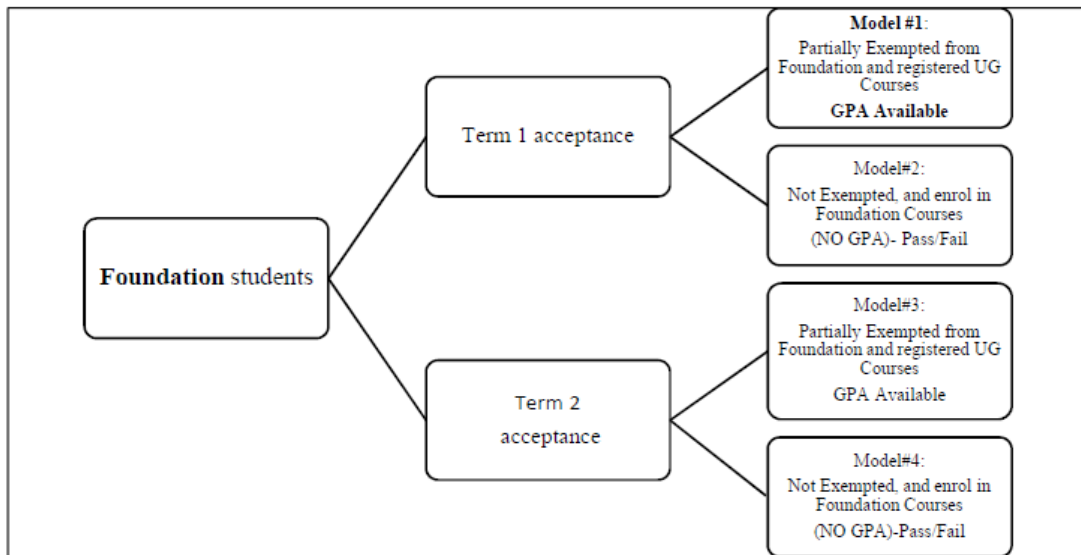 Foundation students
Term 1 acceptance
Model #1:
Partially Exempted from
Foundation and registered UG
Courses
GPA Available
Model#2:
Not Exempted, and enrol in
Foundation Courses
(NO GPA)- Pass/Fail
Term 2
acceptance
Model#3:
Partially Exempted from
Foundation and registered UG
Courses
GPA Available
Model#4:
Not Exempted, and enrol in
Foundation Courses
(NO GPA)-Pass/Fail